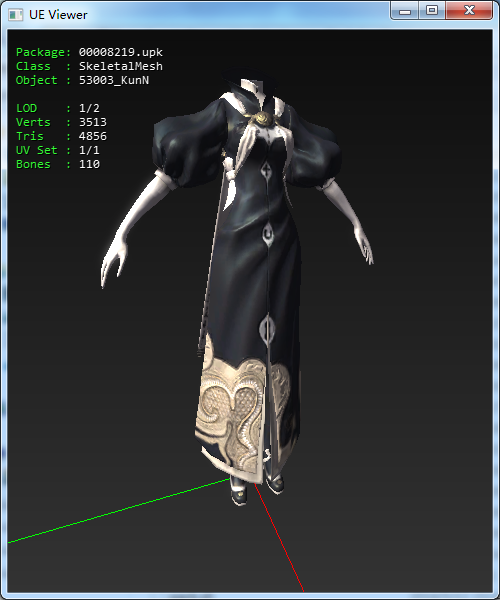 UE Viewer
Package: 00008219.upk
Class : SkeletalMesh
Object : 53003_KunN
LOD : 1/2
Verts : 3513
Tris : 4856
UV Set : 1/1
Bones : 110